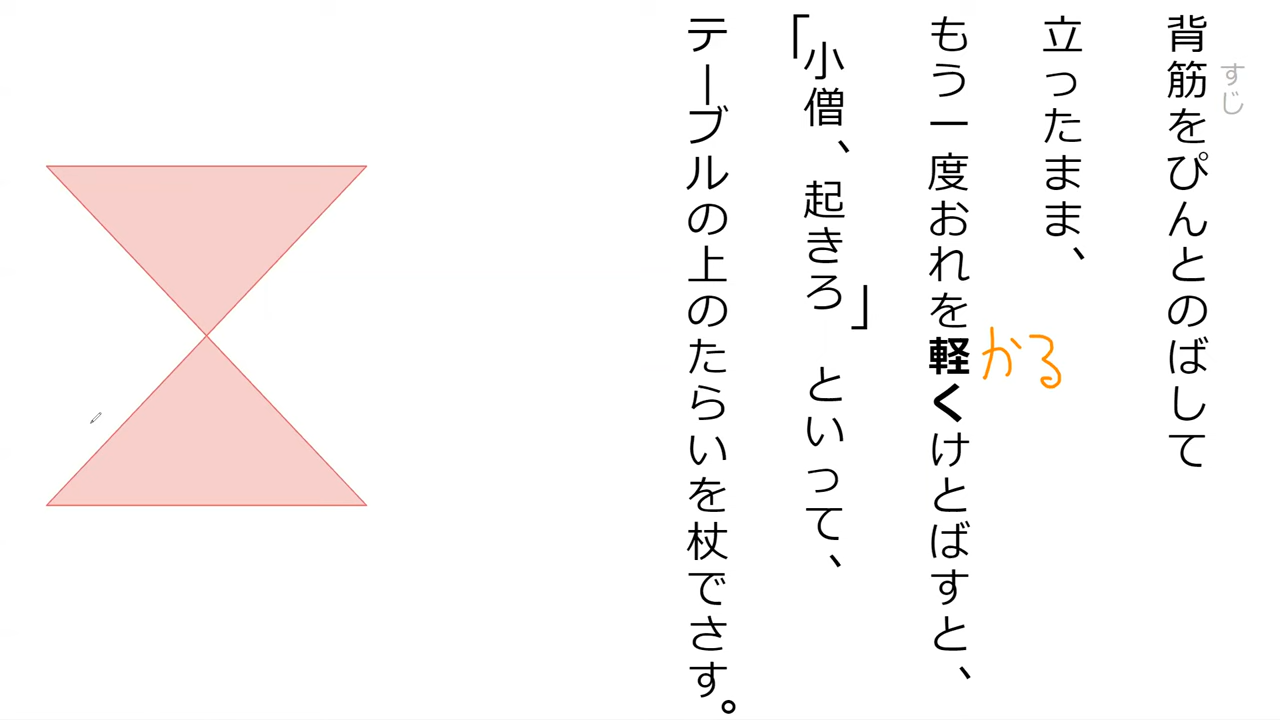 背筋をぴんとのばして
すじ
立ったまま、
もう一度おれを軽くけとばすと、
かる
「小僧、起きろ」といって、
テーブルの上のたらいを杖でさす。